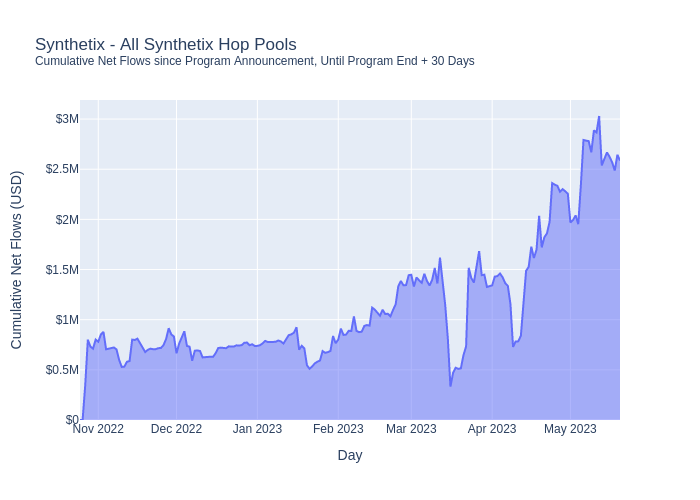 Synthetix - All Synthetix Hop Pools
Cumulative Net Flows since Program Announcement, Until Program End + 30 Days
Cumulative Net Flows (USD)
$3M
$2.5M
$2M
$1.5M
$1M
$0.5M
$0
Nov 2022 Dec 2022 Jan 2023 Feb 2023 Mar 2023 Apr 2023 May 2023
Day